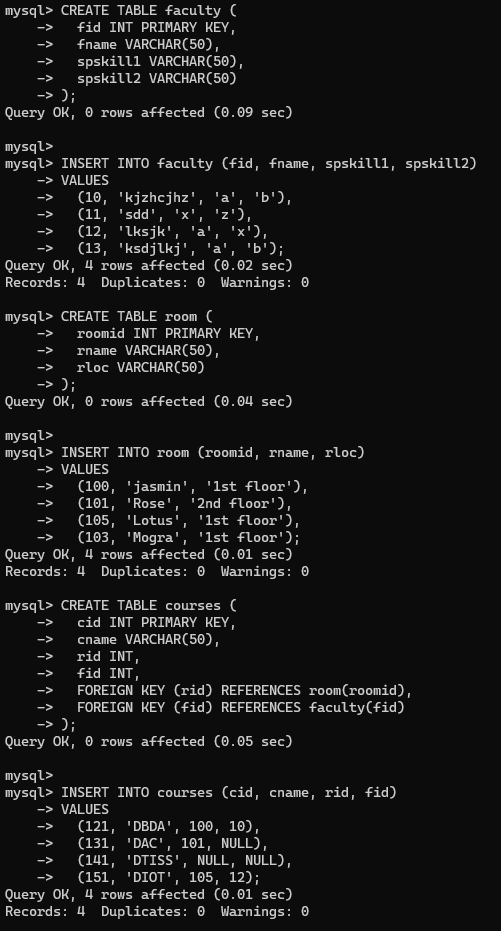 mysql> CREATE TABLE faculty (
    ->   fid INT PRIMARY KEY,
    ->   fname VARCHAR(50),
    ->   spskill1 VARCHAR(50),
    ->   spskill2 VARCHAR(50)
    -> );
Query OK, 0 rows affected (0.09 sec)

mysql>
mysql> INSERT INTO faculty (fid, fname, spskill1, spskill2)
    -> VALUES
    ->   (10, 'kjzhcjhz', 'a', 'b'),
    ->   (11, 'sdd', 'x', 'z'),
    ->   (12, 'lksjk', 'a', 'x'),
    ->   (13, 'ksdjlkj', 'a', 'b');
Query OK, 4 rows affected (0.02 sec)
Records: 4  Duplicates: 0  Warnings: 0

mysql> CREATE TABLE room (
    ->   roomid INT PRIMARY KEY,
    ->   rname VARCHAR(50),
    ->   rloc VARCHAR(50)
    -> );
Query OK, 0 rows affected (0.04 sec)

mysql>
mysql> INSERT INTO room (roomid, rname, rloc)
    -> VALUES
    ->   (100, 'jasmin', '1st floor'),
    ->   (101, 'Rose', '2nd floor'),
    ->   (105, 'Lotus', '1st floor'),
    ->   (103, 'Mogra', '1st floor');
Query OK, 4 rows affected (0.01 sec)
Records: 4  Duplicates: 0  Warnings: 0

mysql> CREATE TABLE courses (
    ->   cid INT PRIMARY KEY,
    ->   cname VARCHAR(50),
    ->   rid INT,
    ->   fid INT,
    ->   FOREIGN KEY (rid) REFERENCES room(roomid),
    ->   FOREIGN KEY (fid) REFERENCES faculty(fid)
    -> );
Query OK, 0 rows affected (0.05 sec)

mysql>
mysql> INSERT INTO courses (cid, cname, rid, fid)
    -> VALUES
    ->   (121, 'DBDA', 100, 10),
    ->   (131, 'DAC', 101, NULL),
    ->   (141, 'DTISS', NULL, NULL),
    ->   (151, 'DIOT', 105, 12);
Query OK, 4 rows affected (0.01 sec)
Records: 4  Duplicates: 0  Warnings: 0